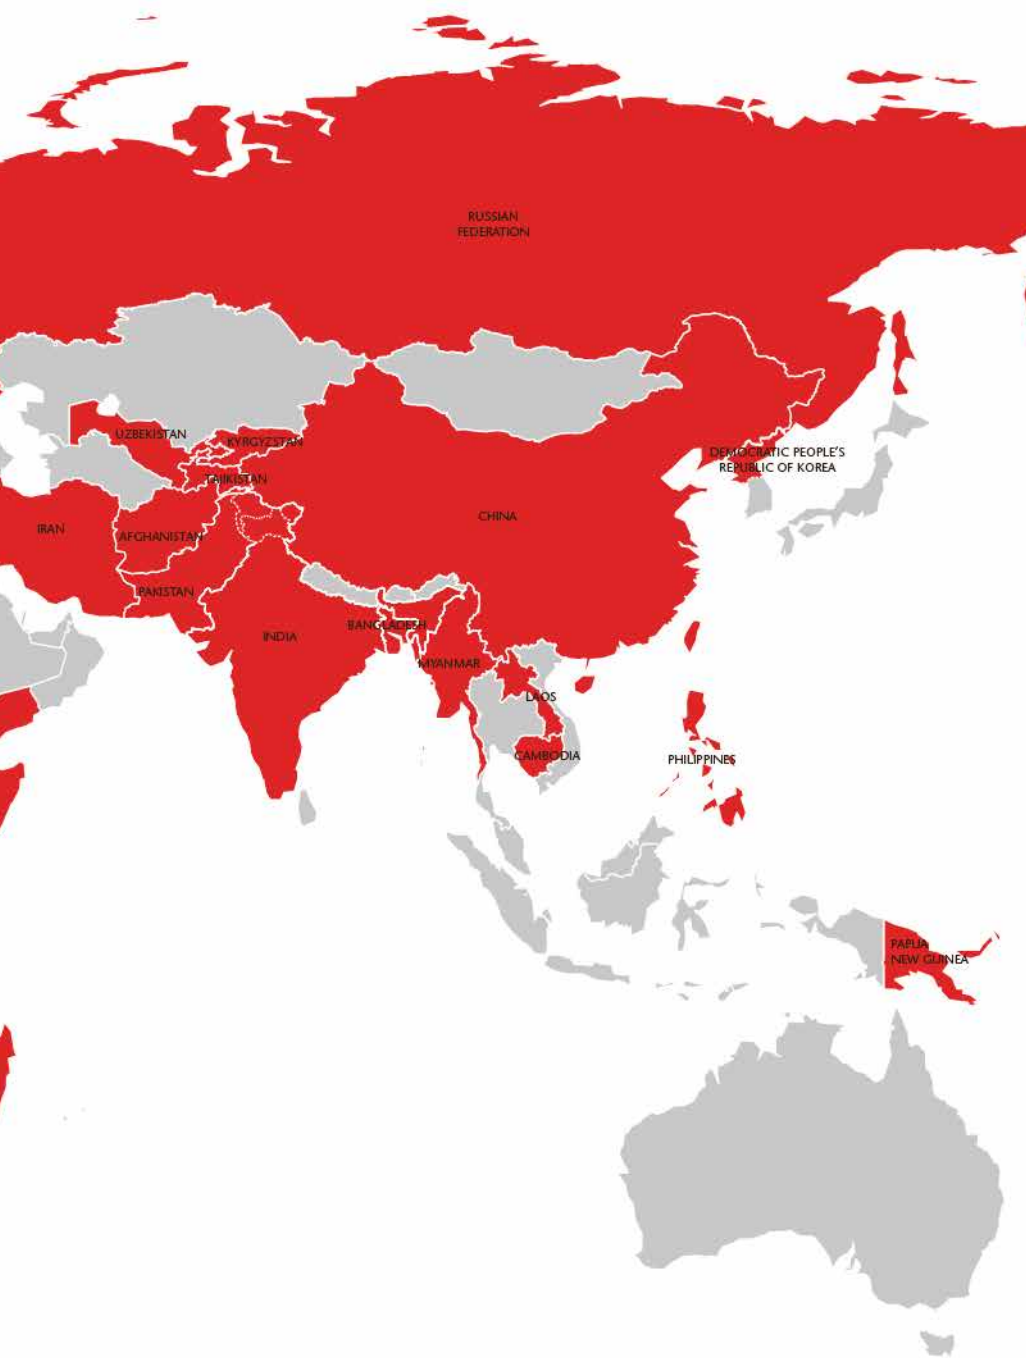 RUSSIAN
FEDERATION
UZBEKISTAN
KYRGYZSTAN
DEMOCRATIC PEOPLE'S
REPUBLIC OF KOREA
TAJIKISTAN
CHINA
IRAN
AFGHANISTAN
PAKISTAN
BANGLADESH
INDIA
MYANMAR
LAOS
CAMBODIA
PHILIPPINES
PAPUA
NEW GUINEA